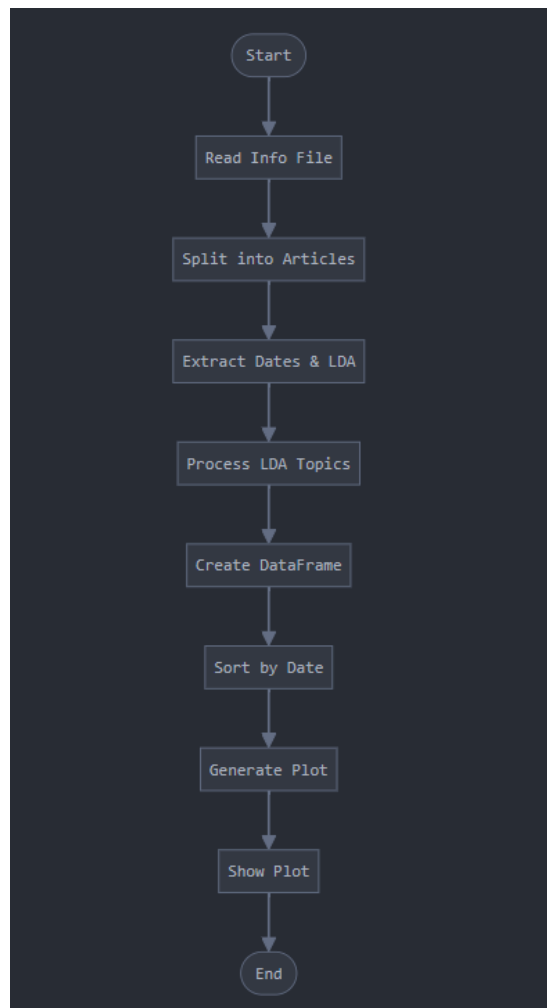 Start
Read Info File
Split into Articles
Extract Dates & LDA
Process LDA Topics
Create DataFrame
Sort by Date
Generate Plot
Show Plot
End